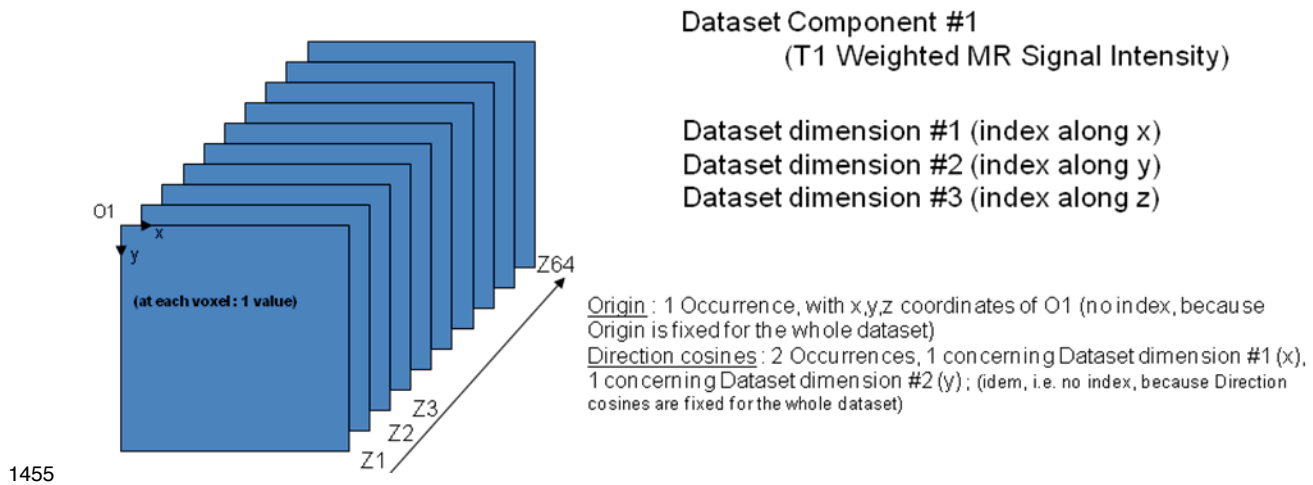 Dataset Component #1
(T1 Weighted MR Signal Intensity)
Dataset dimension #1 (index along x)
Dataset dimension #2 (index along y)
Dataset dimension #3 (index along z)
O1
x
y
(at each voxel : 1 value)
Z64
Z3
Z2
Z1
Origin : 1 Occurrence, with x,y,z coordinates of O1 (no index, because
Origin is fixed for the whole dataset)
Direction cosines : 2 Occurrences, 1 concerning Dataset dimension #1 (x),
1 concerning Dataset dimension #2 (y) ; (idem, i.e. no index, because Direction
cosines are fixed for the whole dataset)
1455